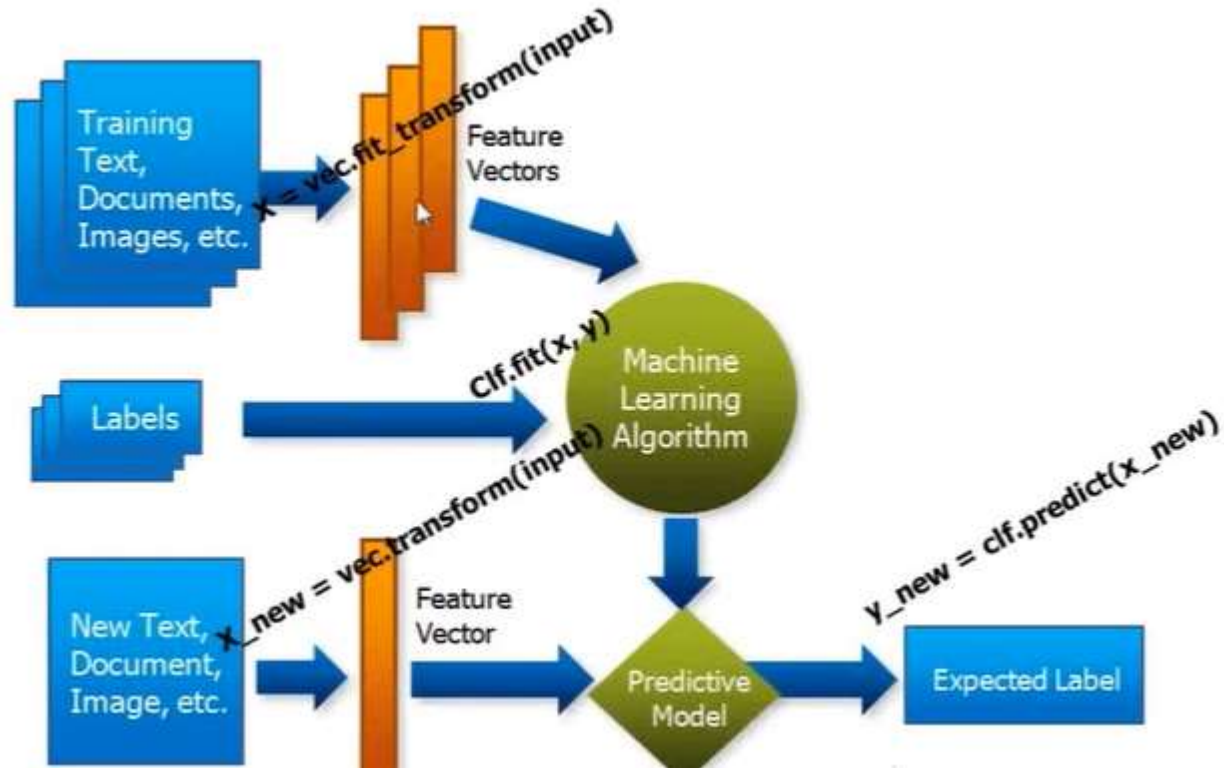 Training
Text,
Documents,
Images, etc.
x = vec.fit_transform(input)
Feature
Vectors
Labels
Clf.fit(x, y)
Machine
Learning
Algorithm
New Text,
Document,
Image, etc.
x_new = vec.transform(input)
Feature
Vector
Predictive
Model
y_new = clf.predict(x_new)
Expected Label